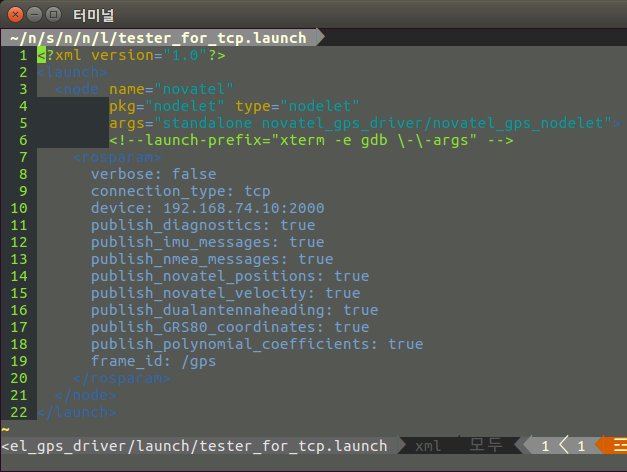 터미널
~/n/s/n/n/l/tester_for_tcp.launch
1 <?xml version="1.0"?>
2 <launch>
3 <node name="novatel"
4 pkg="nodelet" type="nodelet"
5 args="standalone novatel_gps_driver/novatel_gps_nodelet">
6 <!--launch-prefix="xterm -e gdb \-\-args" -->
7 <rosparam>
8 verbose: false
9 connection_type: tcp
10 device: 192.168.74.10:2000
11 publish_diagnostics: true
12 publish_imu_messages: true
13 publish_nmea_messages: true
14 publish_novatel_positions: true
15 publish_novatel_velocity: true
16 publish_dualantennaheading: true
17 publish_GRS80_coordinates: true
18 publish_polynomial_coefficients: true
19 frame_id: /gps
20 </rosparam>
21 </node>
22 </launch>
~
<el_gps_driver/launch/tester_for_tcp.launch xml 모두 1 < 1